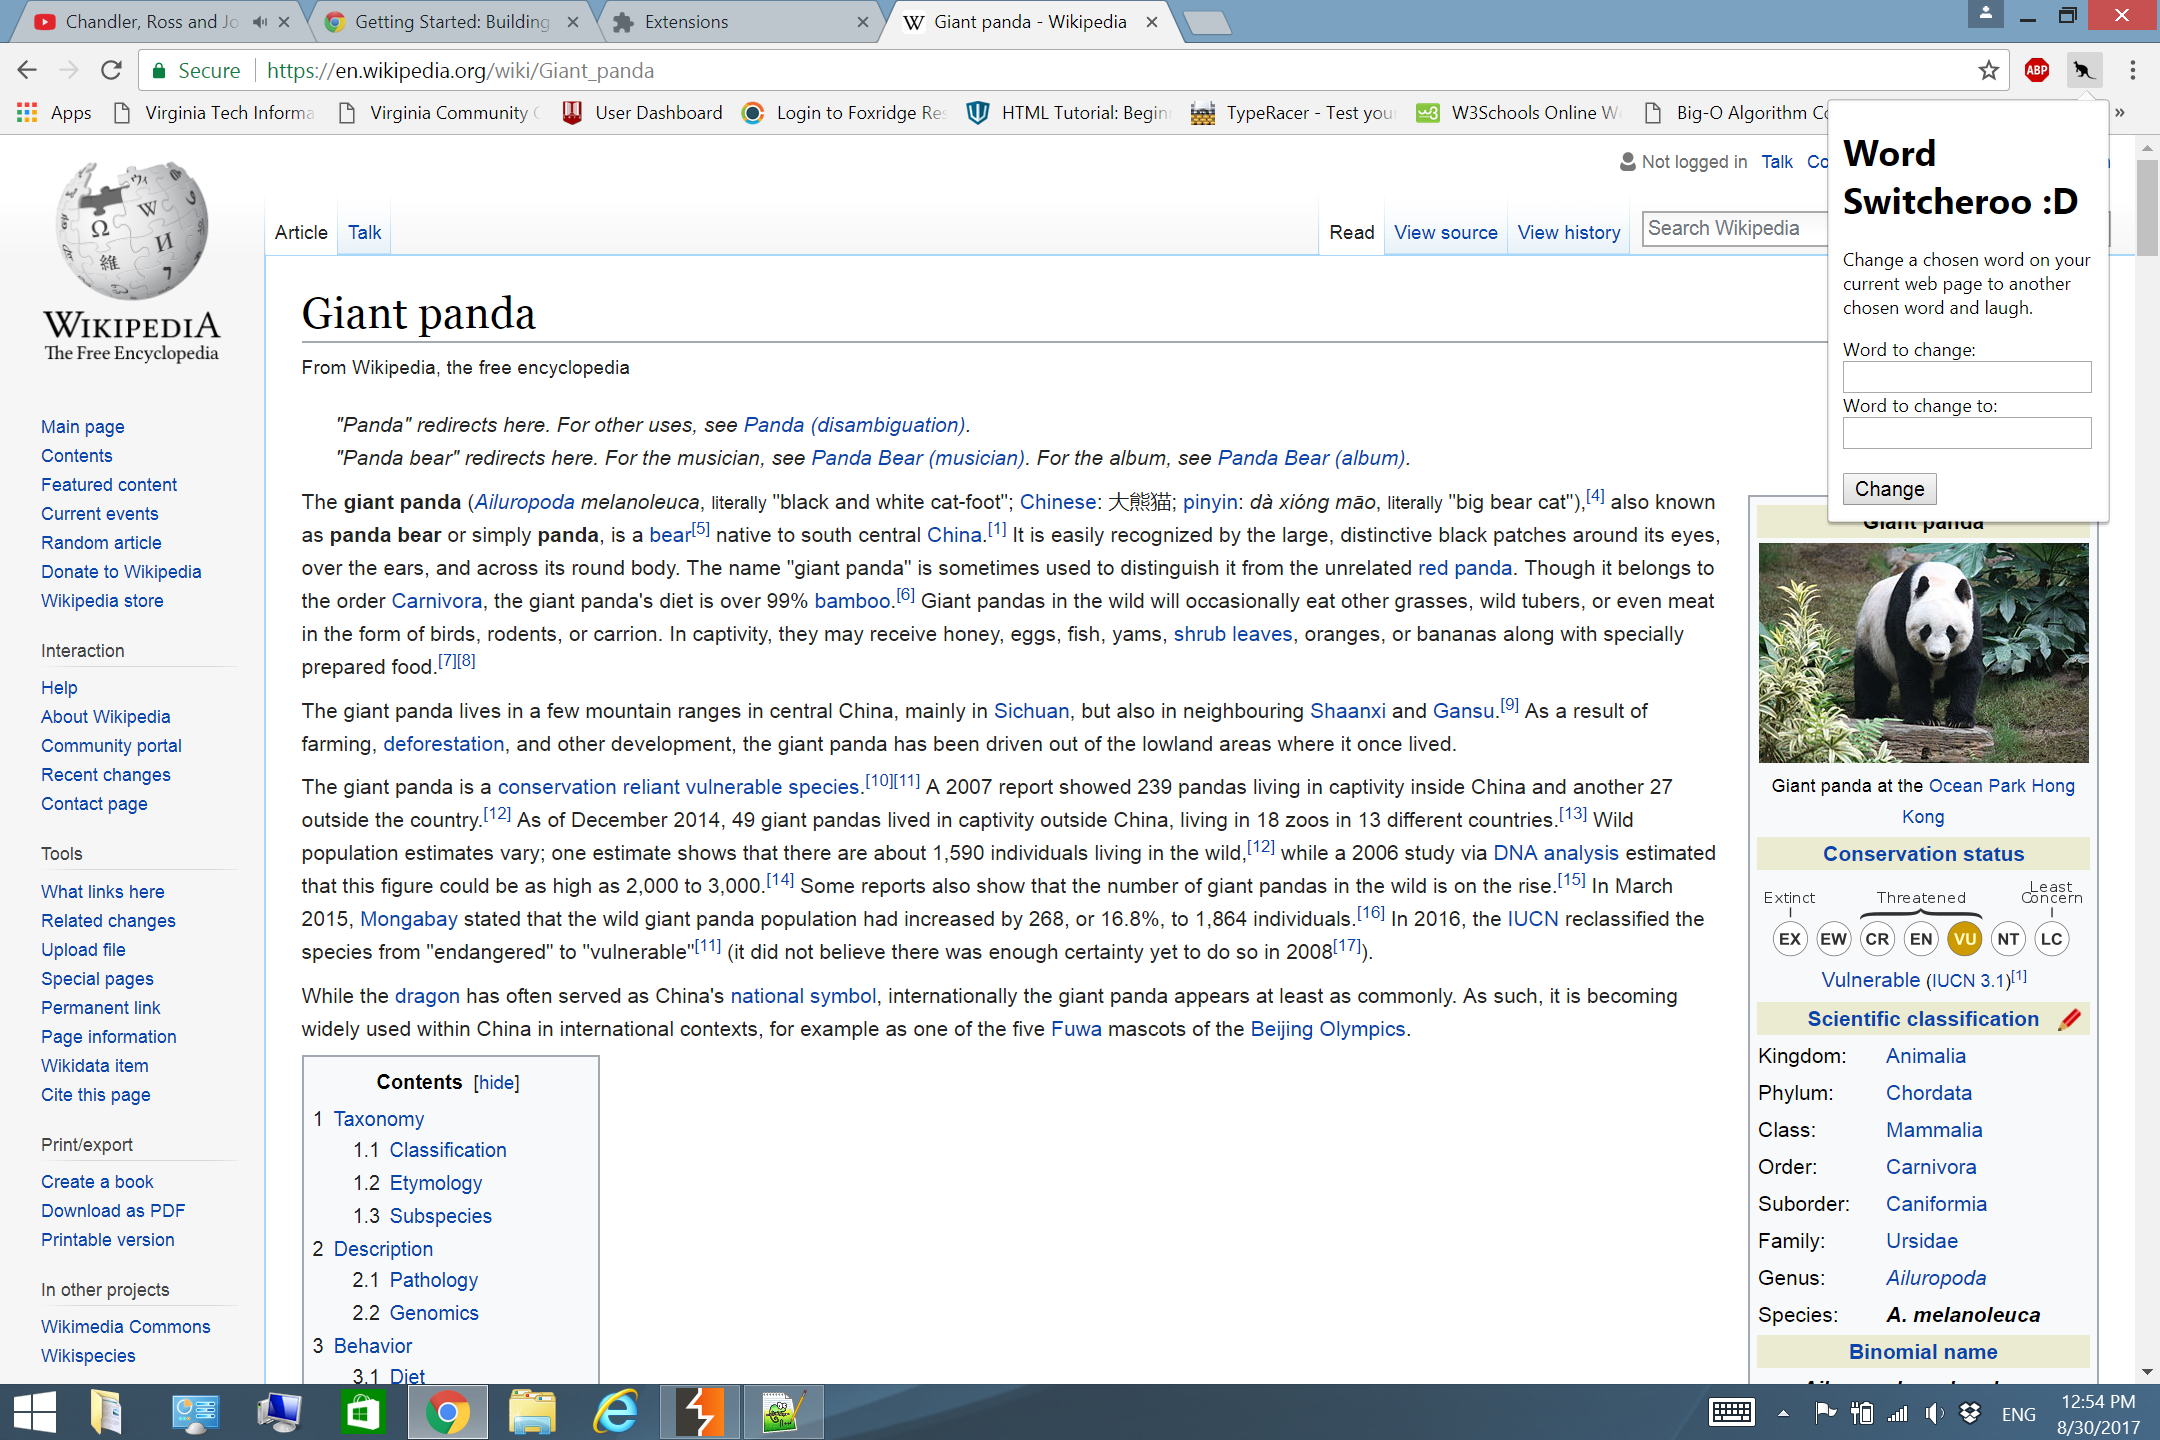 Chandler, Ross and Jo
Getting Started: Building
Extensions
Giant panda - Wikipedia
Secure
https://en.wikipedia.org/wiki/Giant_panda
ABP
Apps
Virginia Tech Informa
Virginia Community C
User Dashboard
Login to Foxridge Res
HTML Tutorial: Begin
TypeRacer - Test your
W3Schools Online We
Big-O Algorithm Co
»
Word
Switcheroo :D
Change a chosen word on your
current web page to another
chosen word and laugh.
Word to change:
Word to change to:
Change
WIKIPEDIA
The Free Encyclopedia
Main page
Contents
Featured content
Current events
Random article
Donate to Wikipedia
Wikipedia store
Interaction
Help
About Wikipedia
Community portal
Recent changes
Contact page
Tools
What links here
Related changes
Upload file
Special pages
Permanent link
Page information
Wikidata item
Cite this page
Print/export
Create a book
Download as PDF
Printable version
In other projects
Wikimedia Commons
Wikispecies
Not logged in Talk Co
Article Talk
Read View source View history
Search Wikipedia
Giant panda
From Wikipedia, the free encyclopedia
"Panda" redirects here. For other uses, see Panda (disambiguation).
"Panda bear" redirects here. For the musician, see Panda Bear (musician). For the album, see Panda Bear (album).
The giant panda (Ailuropoda melanoleuca, literally "black and white cat-foot"; Chinese: 大熊猫; pinyin: dà xióng māo, literally "big bear cat"),[4] also known
as panda bear or simply panda, is a bear[5] native to south central China.[1] It is easily recognized by the large, distinctive black patches around its eyes,
over the ears, and across its round body. The name "giant panda" is sometimes used to distinguish it from the unrelated red panda. Though it belongs to
the order Carnivora, the giant panda's diet is over 99% bamboo.[6] Giant pandas in the wild will occasionally eat other grasses, wild tubers, or even meat
in the form of birds, rodents, or carrion. In captivity, they may receive honey, eggs, fish, yams, shrub leaves, oranges, or bananas along with specially
prepared food.[7][8]
The giant panda lives in a few mountain ranges in central China, mainly in Sichuan, but also in neighbouring Shaanxi and Gansu.[9] As a result of
farming, deforestation, and other development, the giant panda has been driven out of the lowland areas where it once lived.
The giant panda is a conservation reliant vulnerable species.[10][11] A 2007 report showed 239 pandas living in captivity inside China and another 27
outside the country.[12] As of December 2014, 49 giant pandas lived in captivity outside China, living in 18 zoos in 13 different countries.[13] Wild
population estimates vary; one estimate shows that there are about 1,590 individuals living in the wild,[12] while a 2006 study via DNA analysis estimated
that this figure could be as high as 2,000 to 3,000.[14] Some reports also show that the number of giant pandas in the wild is on the rise.[15] In March
2015, Mongabay stated that the wild giant panda population had increased by 268, or 16.8%, to 1,864 individuals.[16] In 2016, the IUCN reclassified the
species from "endangered" to "vulnerable"[11] (it did not believe there was enough certainty yet to do so in 2008[17]).
While the dragon has often served as China's national symbol, internationally the giant panda appears at least as commonly. As such, it is becoming
widely used within China in international contexts, for example as one of the five Fuwa mascots of the Beijing Olympics.
Contents [hide]
1 Taxonomy
1.1 Classification
1.2 Etymology
1.3 Subspecies
2 Description
2.1 Pathology
2.2 Genomics
3 Behavior
3.1 Diet
Giant panda
Giant panda at the Ocean Park Hong
Kong
Conservation status
Extinct Threatened Least Concern
EX EW CR EN VU NT LC
Vulnerable (IUCN 3.1)[1]
Scientific classification
Kingdom: Animalia
Phylum: Chordata
Class: Mammalia
Order: Carnivora
Suborder: Caniformia
Family: Ursidae
Genus: Ailuropoda
Species: A. melanoleuca
Binomial name
ENG
12:54 PM
8/30/2017